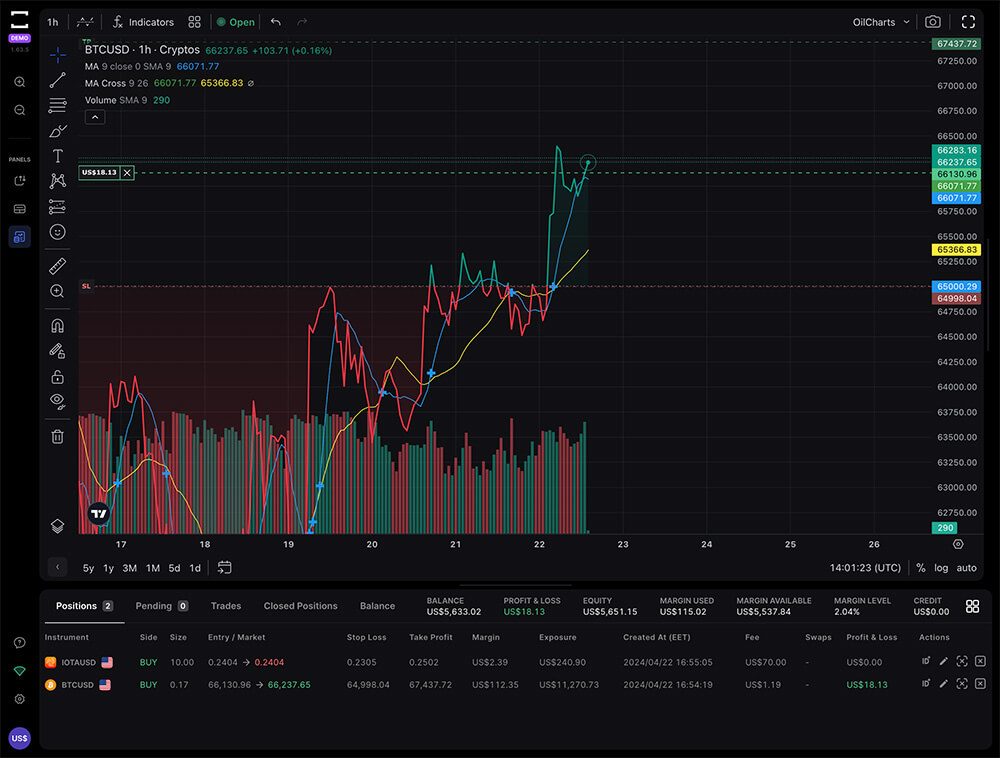 1h
Indicators
Open
OilCharts
DEMO
1.63.5
PANELS
TP
BTCUSD · 1h · Cryptos 66237.65 +103.71 (+0.16%)
MA 9 close 0 SMA 9 66071.77
MA Cross 9 26 66071.77 65366.83 ∅
Volume SMA 9 290
US$18.13
SL
67437.72
67250.00
67000.00
66750.00
66500.00
66283.16
66237.65
66130.96
66071.77
66071.77
65750.00
65500.00
65366.83
65250.00
65000.29
64998.04
64750.00
64500.00
64250.00
64000.00
63750.00
63500.00
63250.00
63000.00
62750.00
290
17 18 19 20 21 22 23 24 25 26
5y 1y 3M 1M 5d 1d
14:01:23 (UTC) % log auto
Positions 2 Pending 0 Trades Closed Positions Balance
BALANCE PROFIT & LOSS EQUITY MARGIN USED MARGIN AVAILABLE MARGIN LEVEL CREDIT
US$5,633.02 US$18.13 US$5,651.15 US$115.02 US$5,537.84 2.04% US$0.00
Instrument Side Size Entry / Market Stop Loss Take Profit Margin Exposure Created At (EET) Fee Swaps Profit & Loss Actions
IOTAUSD BUY 10.00 0.2404 → 0.2404 0.2305 0.2502 US$2.39 US$240.90 2024/04/22 16:55:05 US$70.00 - US$0.00 ID
BTCUSD BUY 0.17 66,130.96 → 66,237.65 64,998.04 67,437.72 US$112.35 US$11,270.73 2024/04/22 16:54:19 US$1.19 - US$18.13 ID
US$